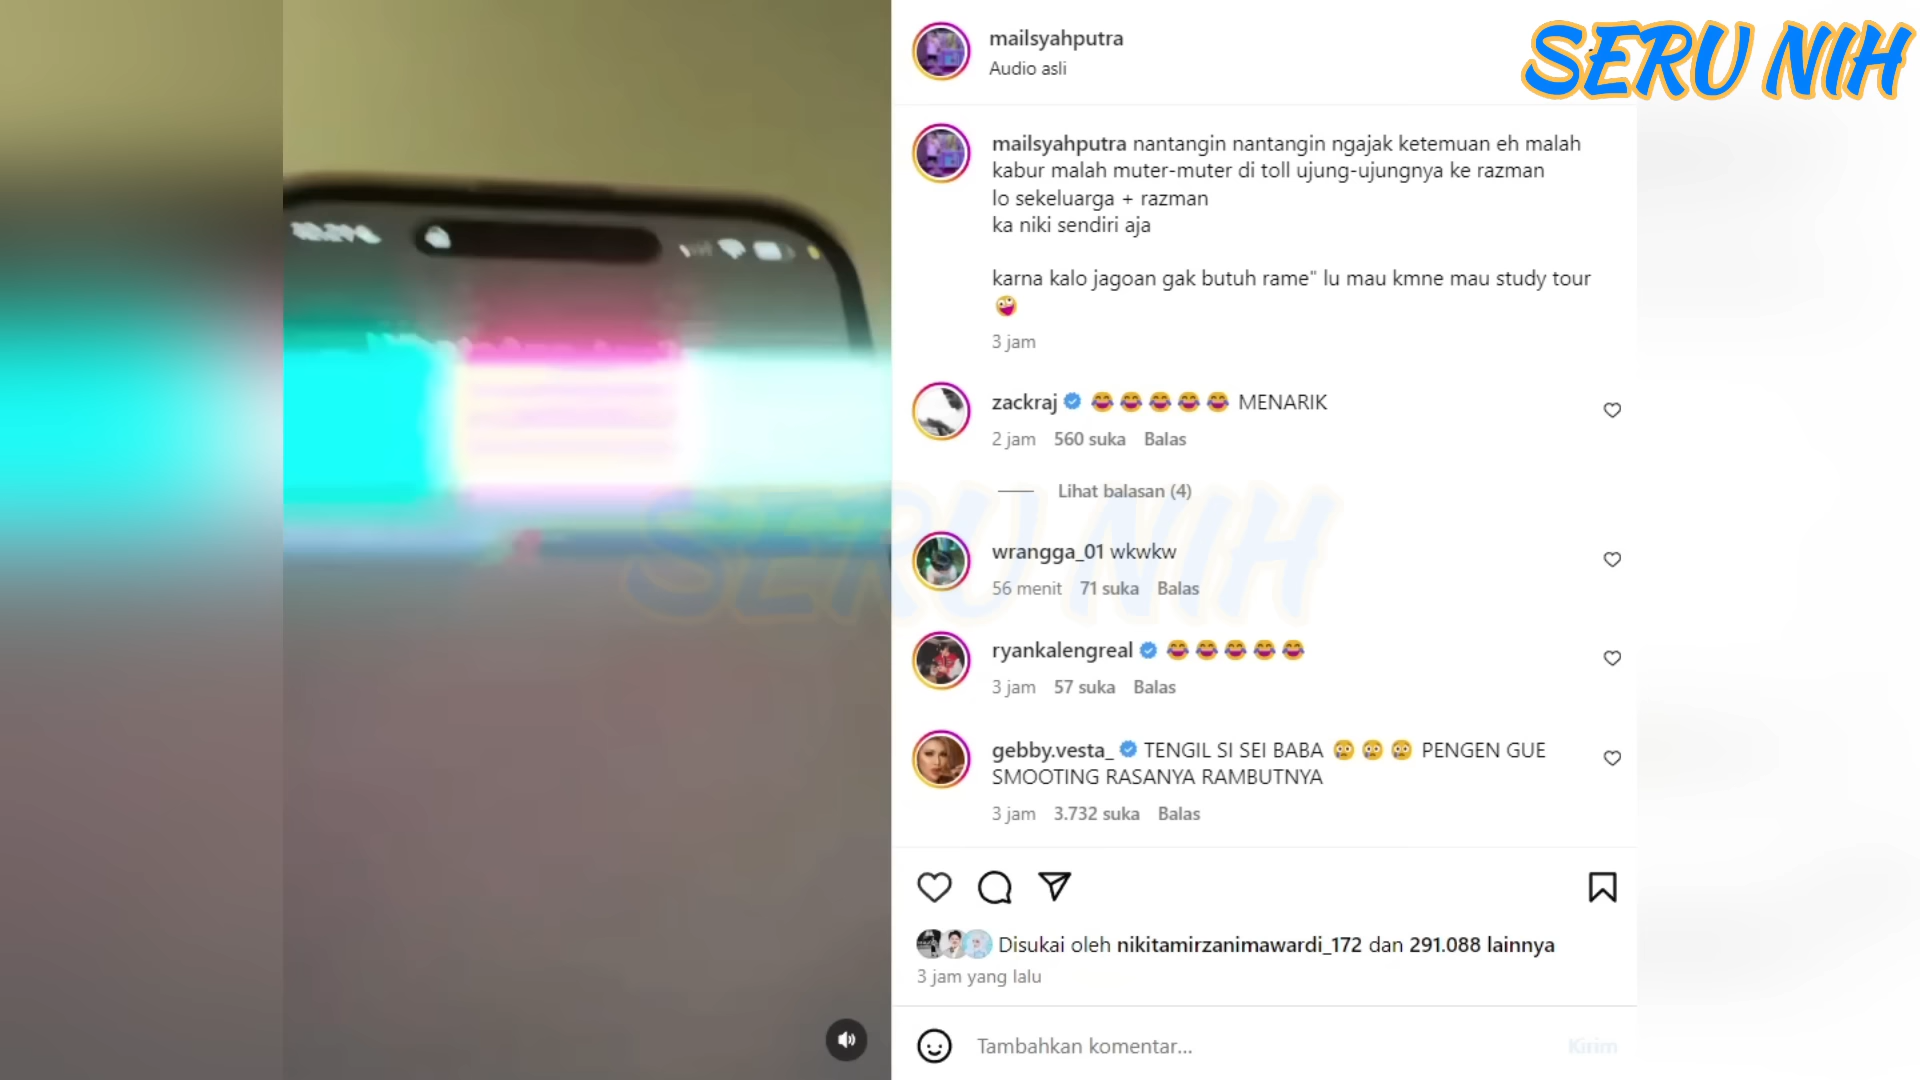 SERU NIH
mailsyahputra
Audio asli
mailsyahputra nantangin nantangin ngajak ketemuan eh malah
kabur malah muter-muter di toll ujung-ujungnya ke razman
lo sekeluarga + razman
ka niki sendiri aja
karna kalo jagoan gak butuh rame" lu mau kmne mau study tour
🤪
3 jam
zackraj 😂😂😂😂😂 MENARIK
2 jam 560 suka Balas
Lihat balasan (4)
SERU NIH
wrangga_01 wkwkw
56 menit 71 suka Balas
ryankalengreal 😂😂😂😂😂
3 jam 57 suka Balas
gebby.vesta_ TENGIL SI SEI BABA 😢😢😢 PENGEN GUE
SMOOTING RASANYA RAMBUTNYA
3 jam 3.732 suka Balas
Disukai oleh nikitamirzanimawardi_172 dan 291.088 lainnya
3 jam yang lalu
Tambahkan komentar...
Kirim